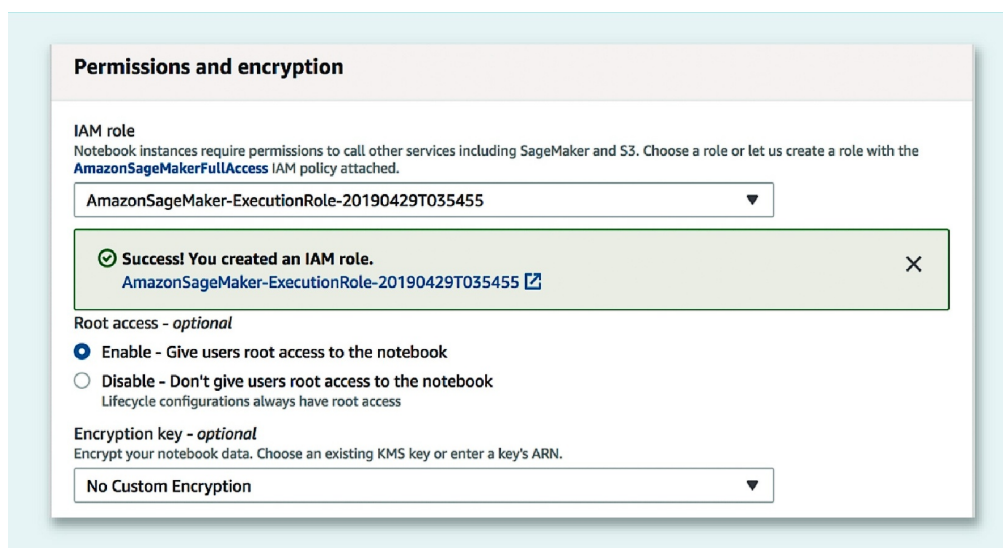 Permissions and encryption
IAM role
Notebook instances require permissions to call other services including SageMaker and S3. Choose a role or let us create a role with the
AmazonSageMakerFullAccess IAM policy attached.
AmazonSageMaker-ExecutionRole-20190429T035455
Success! You created an IAM role.
AmazonSageMaker-ExecutionRole-20190429T035455
Root access - optional
Enable - Give users root access to the notebook
Disable - Don't give users root access to the notebook
Lifecycle configurations always have root access
Encryption key - optional
Encrypt your notebook data. Choose an existing KMS key or enter a key's ARN.
No Custom Encryption